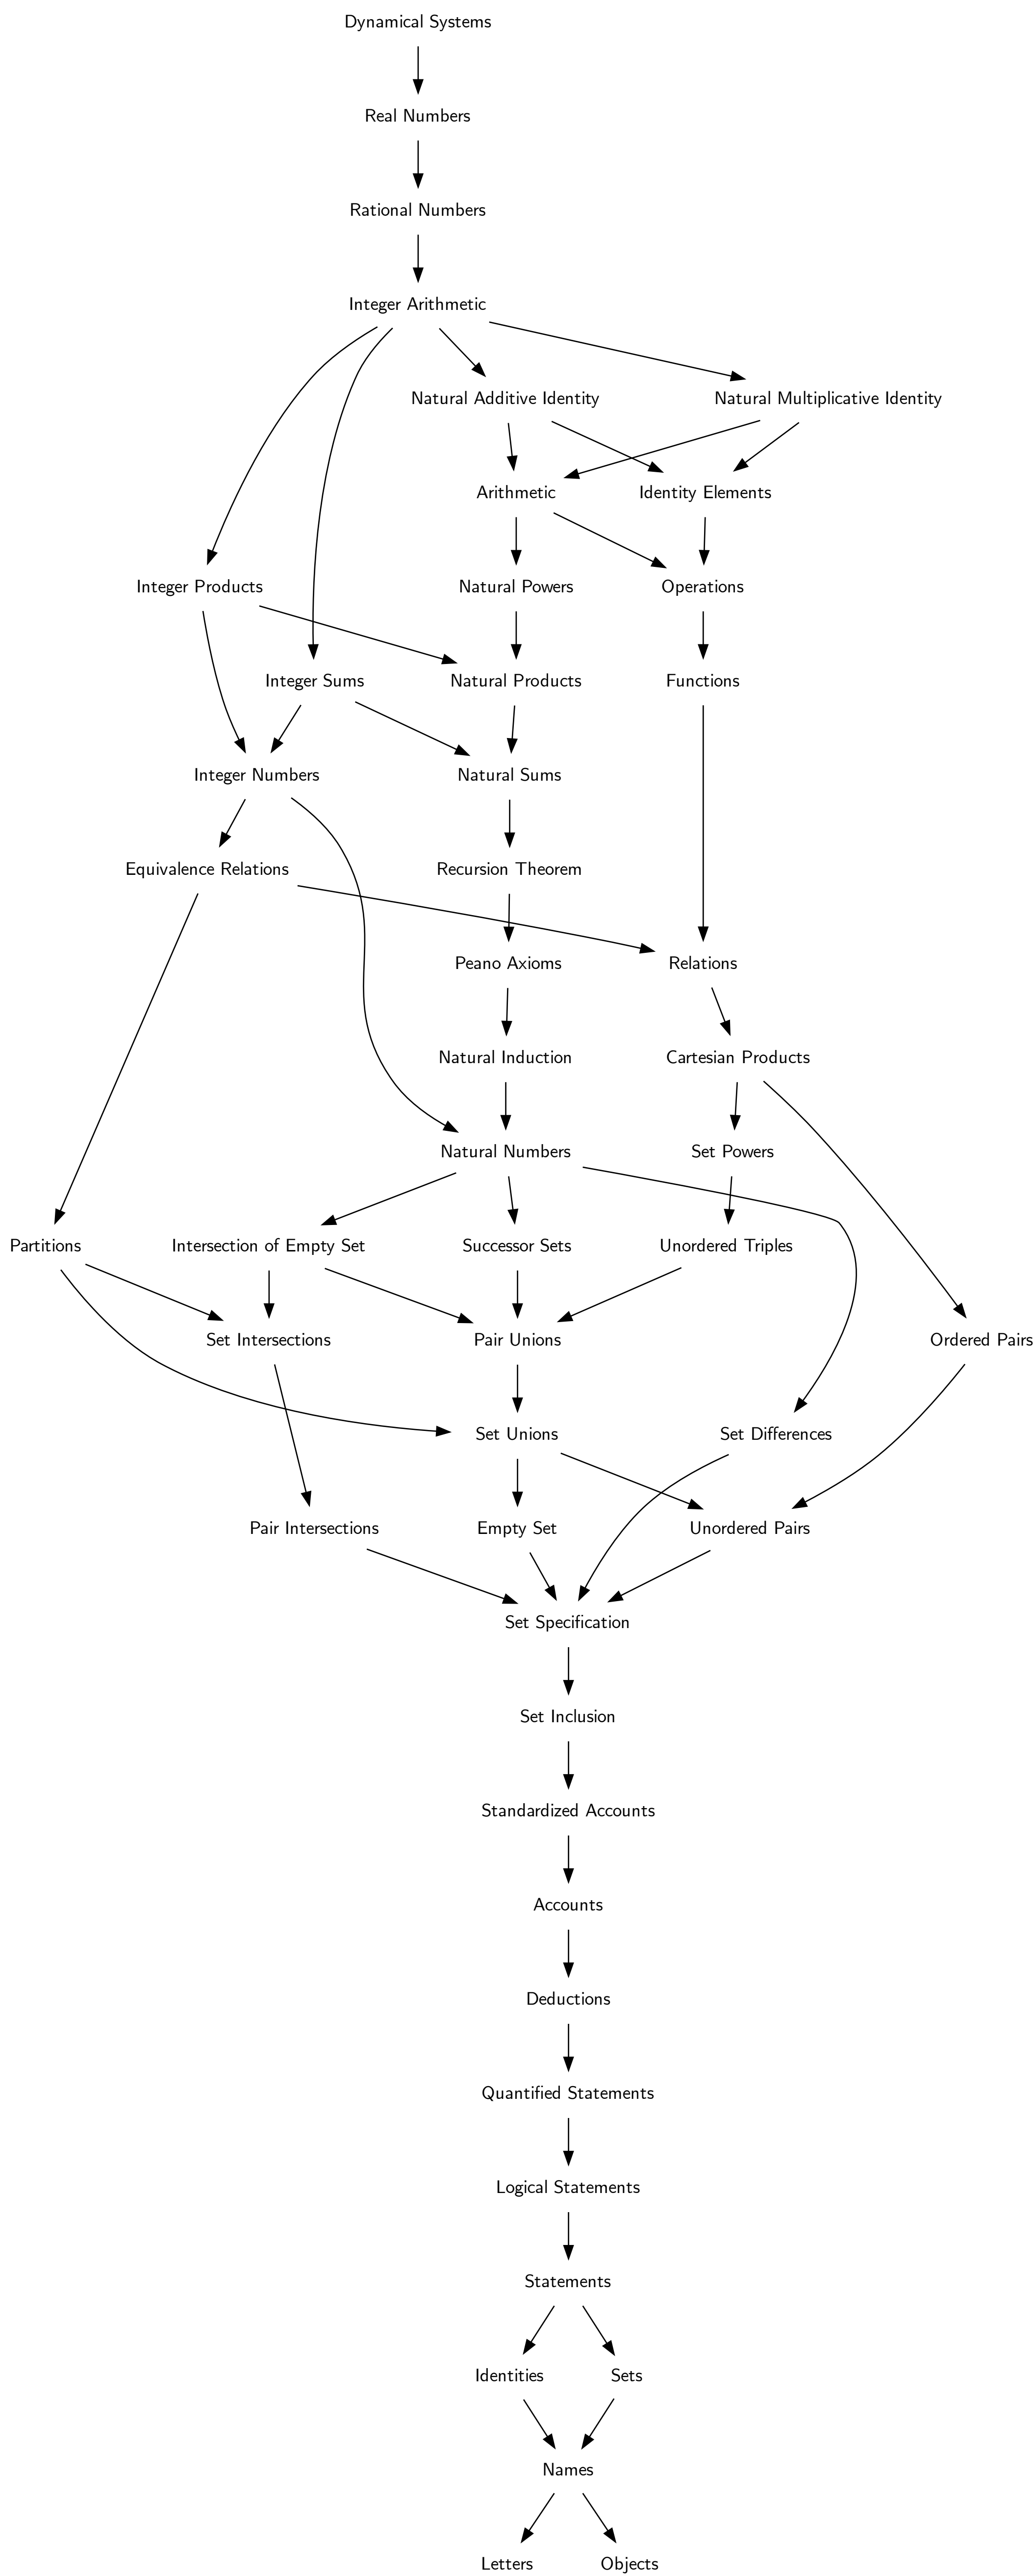 Dynamical Systems
Real Numbers
Rational Numbers
Integer Arithmetic
Natural Additive Identity
Natural Multiplicative Identity
Arithmetic
Identity Elements
Integer Products
Natural Powers
Operations
Integer Sums
Natural Products
Functions
Integer Numbers
Natural Sums
Equivalence Relations
Recursion Theorem
Peano Axioms
Relations
Natural Induction
Cartesian Products
Natural Numbers
Set Powers
Partitions
Intersection of Empty Set
Successor Sets
Unordered Triples
Set Intersections
Pair Unions
Ordered Pairs
Set Unions
Set Differences
Pair Intersections
Empty Set
Unordered Pairs
Set Specification
Set Inclusion
Standardized Accounts
Accounts
Deductions
Quantified Statements
Logical Statements
Statements
Identities
Sets
Names
Letters
Objects